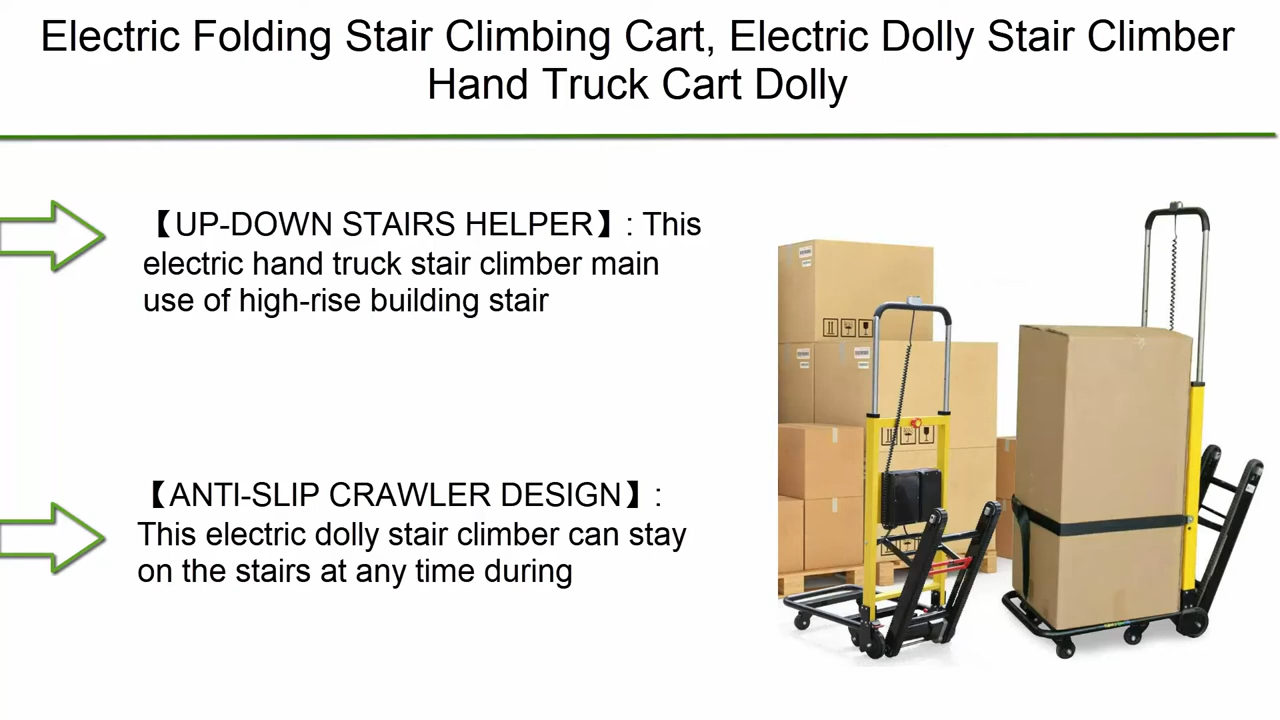 Electric Folding Stair Climbing Cart, Electric Dolly Stair Climber
Hand Truck Cart Dolly
【UP-DOWN STAIRS HELPER】: This
electric hand truck stair climber main
use of high-rise building stair
【ANTI-SLIP CRAWLER DESIGN】:
This electric dolly stair climber can stay
on the stairs at any time during